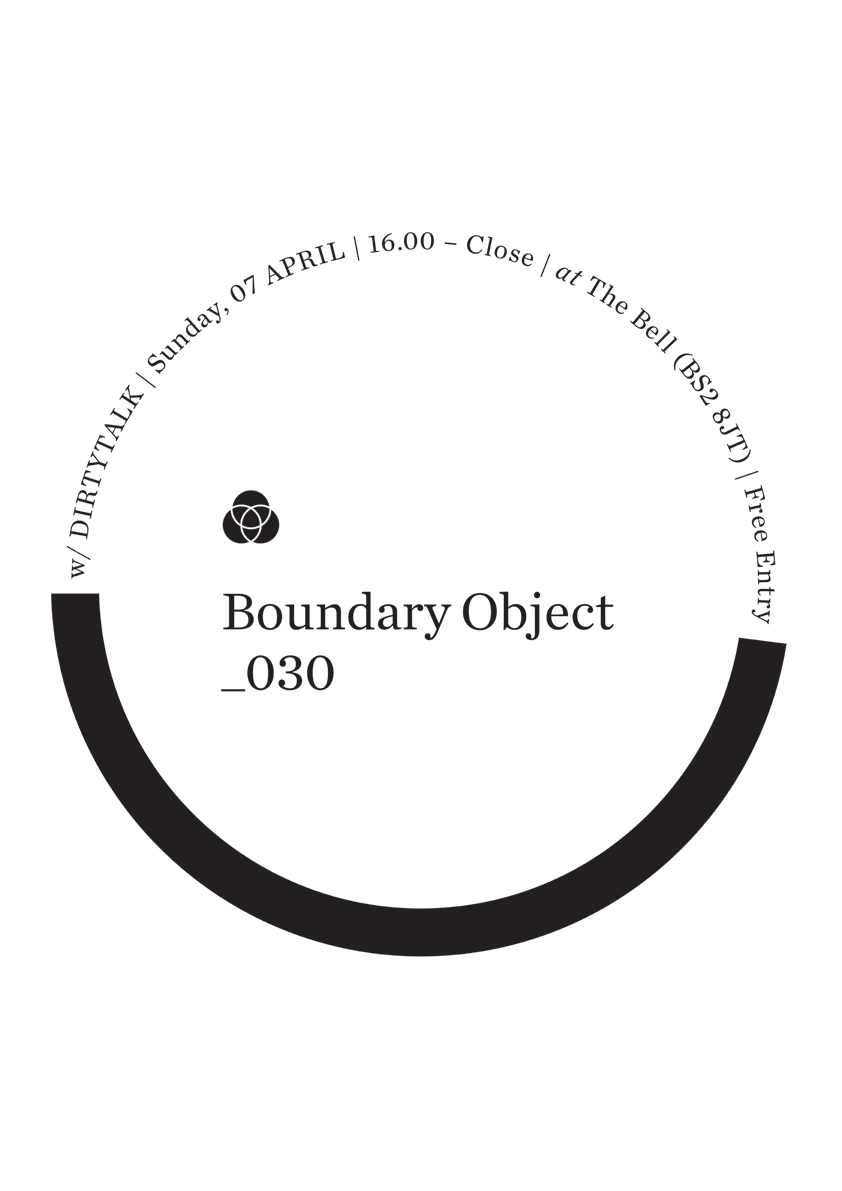 w/ DIRTYTALK | Sunday, 07 APRIL | 16.00 – Close | at The Bell (BS2 8JT) | Free Entry
Boundary Object
_030